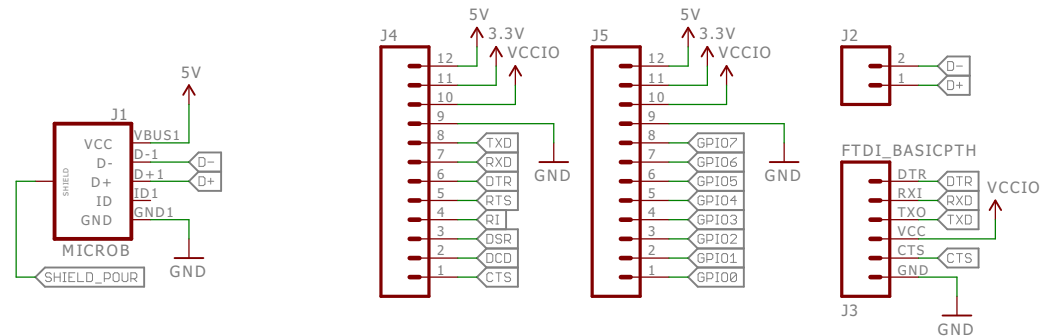 J1
5V
VCC VBUS1
D- D-1 D-
D+ D+1 D+
ID ID1
GND GND1
SHIELD
MICROB
GND
SHIELD_POUR
J4
5V
3.3V
VCCIO
12
11
10
9
GND
8 TXD
7 RXD
6 DTR
5 RTS
4 RI
3 DSR
2 DCD
1 CTS
J5
5V
3.3V
VCCIO
12
11
10
9
GND
8 GPIO7
7 GPIO6
6 GPIO5
5 GPIO4
4 GPIO3
3 GPIO2
2 GPIO1
1 GPIO0
J2
2 D-
1 D+
FTDI_BASICPTH
DTR DTR
RXI RXD
TXO TXD
VCC VCCIO
CTS CTS
GND
J3
GND